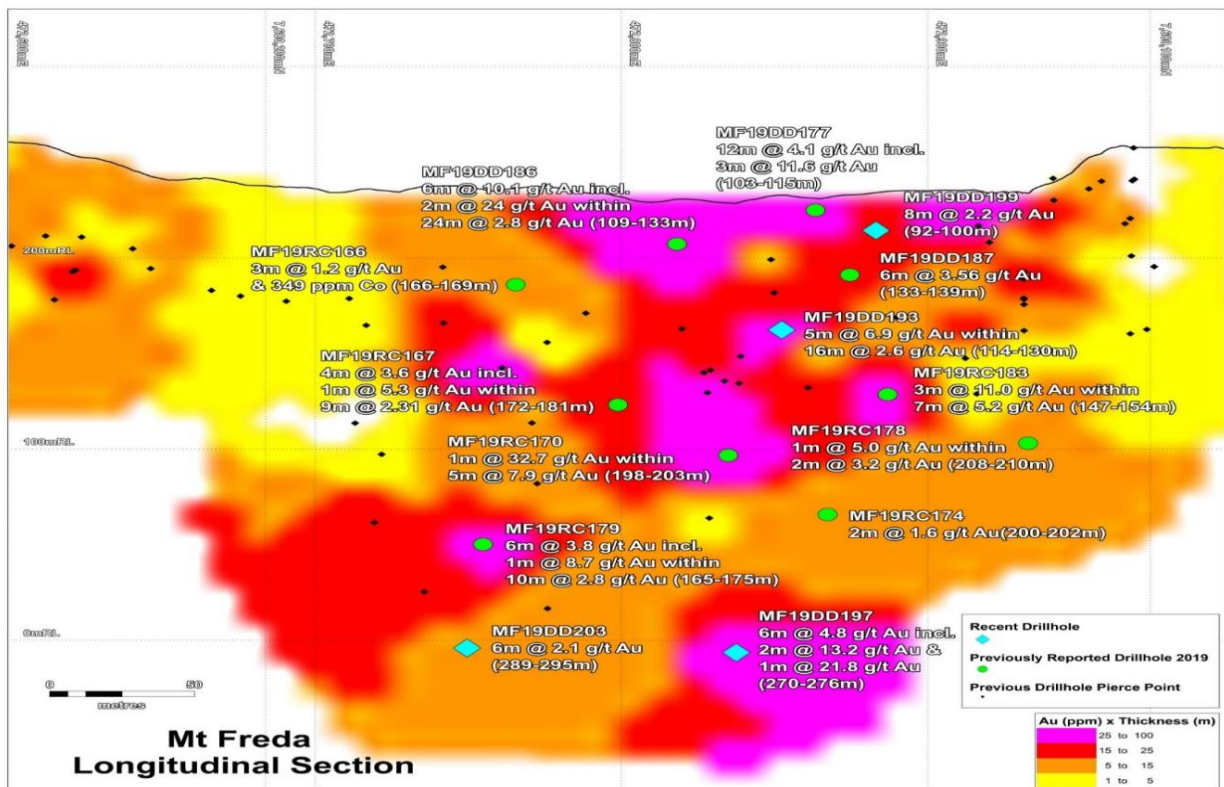 MF19DD177
12m @ 4.1 g/t Au incl.
3m @ 11.6 g/t Au
(103-115m)
MF19DD186
6m @ 10.1 g/t Au incl.
2m @ 24 g/t Au within
24m @ 2.8 g/t Au (109-133m)
MF19DD199
8m @ 2.2 g/t Au
(92-100m)
200mRL
MF19RC166
3m @ 1.2 g/t Au
& 349 ppm Co (166-169m)
MF19DD187
6m @ 3.56 g/t Au
(133-139m)
MF19DD193
5m @ 6.9 g/t Au within
16m @ 2.6 g/t Au (114-130m)
MF19RC167
4m @ 3.6 g/t Au incl.
1m @ 5.3 g/t Au within
9m @ 2.31 g/t Au (172-181m)
MF19RC183
3m @ 11.0 g/t Au within
7m @ 5.2 g/t Au (147-154m)
100mRL
MF19RC170
1m @ 32.7 g/t Au within
5m @ 7.9 g/t Au (198-203m)
MF19RC178
1m @ 5.0 g/t Au within
2m @ 3.2 g/t Au (208-210m)
MF19RC174
2m @ 1.6 g/t Au(200-202m)
MF19RC179
6m @ 3.8 g/t Au incl.
1m @ 8.7 g/t Au within
10m @ 2.8 g/t Au (165-175m)
0mRL
MF19DD203
6m @ 2.1 g/t Au
(289-295m)
MF19DD197
6m @ 4.8 g/t Au incl.
2m @ 13.2 g/t Au &
1m @ 21.8 g/t Au
(270-276m)
Recent Drillhole
Previously Reported Drillhole 2019
Previous Drillhole Pierce Point
0 50
metres
Mt Freda
Longitudinal Section
Au (ppm) x Thickness (m)
25 to 100
15 to 25
5 to 15
1 to 5